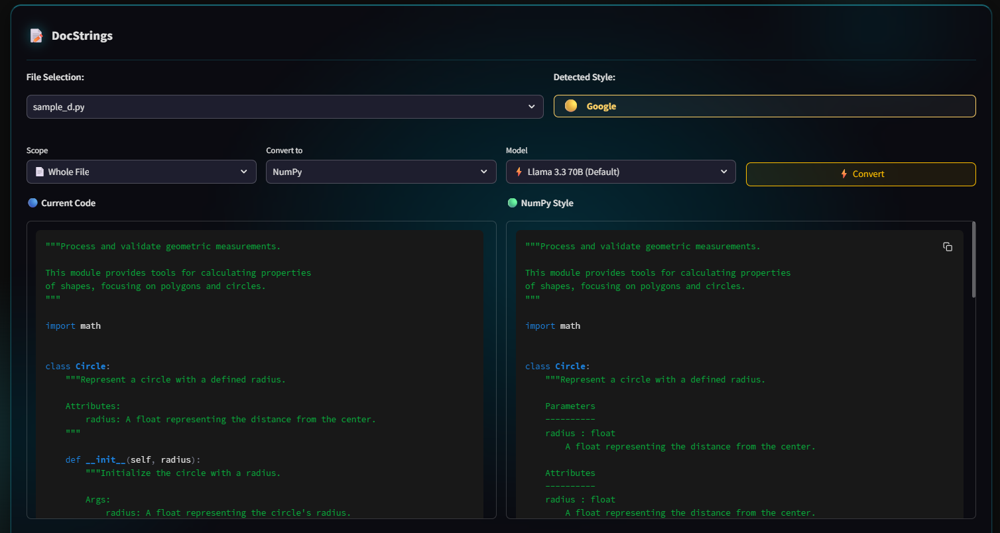 DocStrings
File Selection:
sample_d.py
Detected Style:
Google
Scope
Whole File
Convert to
NumPy
Model
Llama 3.3 70B (Default)
Convert
Current Code
"""Process and validate geometric measurements.
This module provides tools for calculating properties
of shapes, focusing on polygons and circles.
"""
import math
class Circle:
"""Represent a circle with a defined radius.
Attributes:
radius: A float representing the distance from the center.
"""
def __init__(self, radius):
"""Initialize the circle with a radius.
Args:
radius: A float representing the circle's radius.
NumPy Style
"""Process and validate geometric measurements.
This module provides tools for calculating properties
of shapes, focusing on polygons and circles.
"""
import math
class Circle:
"""Represent a circle with a defined radius.
Parameters
----------
radius : float
A float representing the distance from the center.
Attributes
----------
radius : float
A float representing the distance from the center.